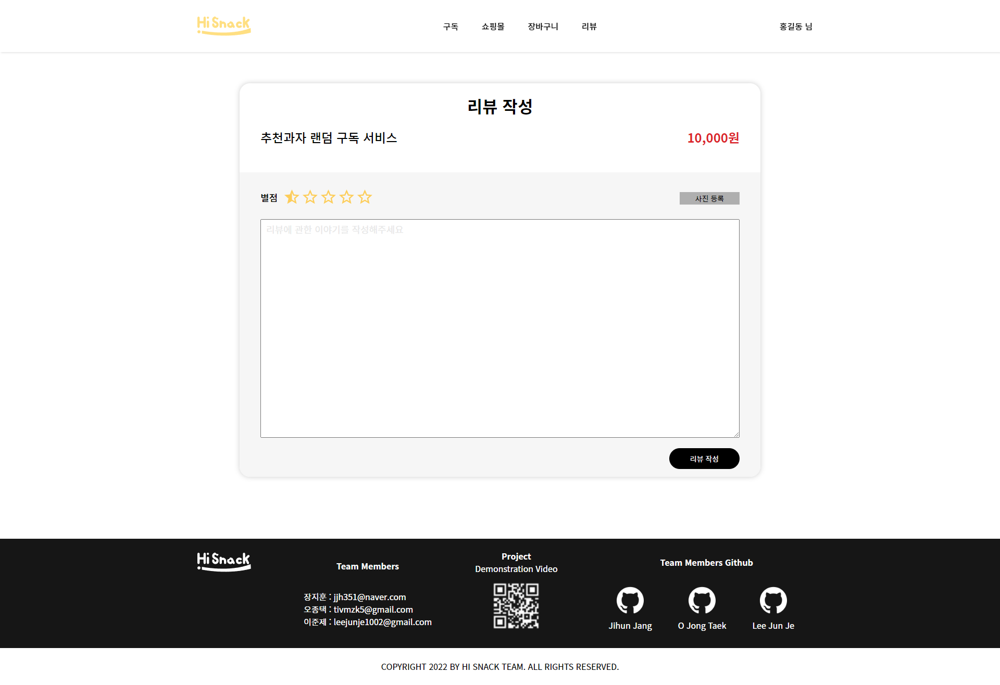 Hi Snack
구독
쇼핑몰
장바구니
리뷰
홍길동 님
리뷰 작성
추천과자 랜덤 구독 서비스
10,000원
별점
사진 등록
리뷰에 관한 이야기를 작성해주세요
리뷰 작성
Hi Snack
Team Members
장지훈 : jjh351@naver.com
오종택 : tivmzk5@gmail.com
이준제 : leejunje1002@gmail.com
Project
Demonstration Video
Team Members Github
Jihun Jang
O Jong Taek
Lee Jun Je
COPYRIGHT 2022 BY HI SNACK TEAM. ALL RIGHTS RESERVED.